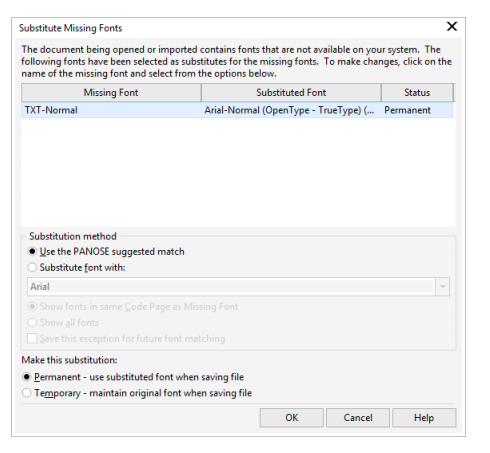 Substitute Missing Fonts
The document being opened or imported contains fonts that are not available on your system. The
following fonts have been selected as substitutes for the missing fonts. To make changes, click on the
name of the missing font and select from the options below.
Missing Font Substituted Font Status
TXT-Normal Arial-Normal (OpenType - TrueType) (... Permanent
Substitution method
Use the PANOSE suggested match
Substitute font with:
Arial
Show fonts in same Code Page as Missing Font
Show all fonts
Save this exception for future font matching
Make this substitution:
Permanent - use substituted font when saving file
Temporary - maintain original font when saving file
OK Cancel Help